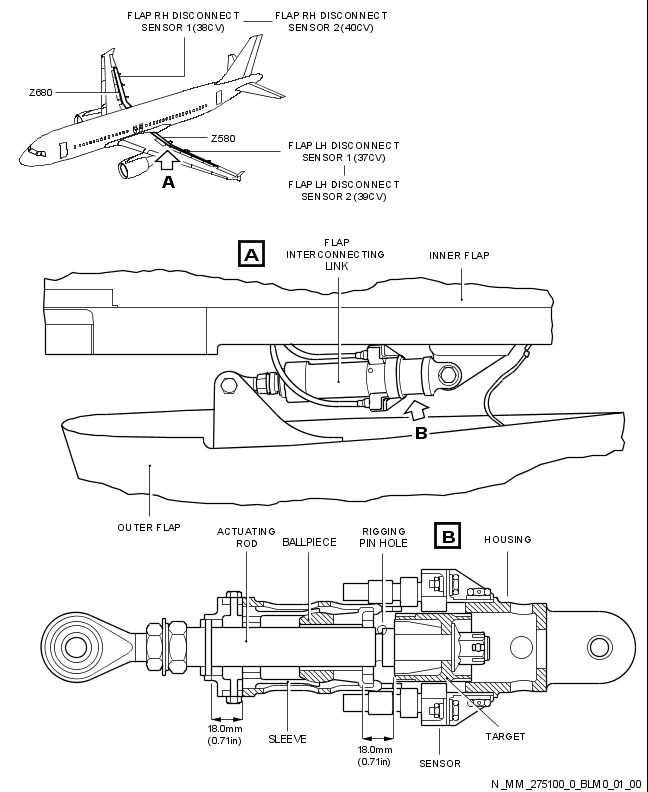 FLAP RH DISCONNECT
SENSOR 1 (38CV)
FLAP RH DISCONNECT
SENSOR 2 (40CV)
Z680
Z580
FLAP LH DISCONNECT
SENSOR 1 (37CV)
FLAP LH DISCONNECT
SENSOR 2 (39CV)
A
A
FLAP
INTERCONNECTING
LINK
INNER FLAP
B
OUTER FLAP
ACTUATING
ROD
BALLPIECE
RIGGING
PIN HOLE
B
HOUSING
18.0mm
(0.71in)
SLEEVE
18.0mm
(0.71in)
SENSOR
TARGET
N_MM_275100_0_BLM0_01_00